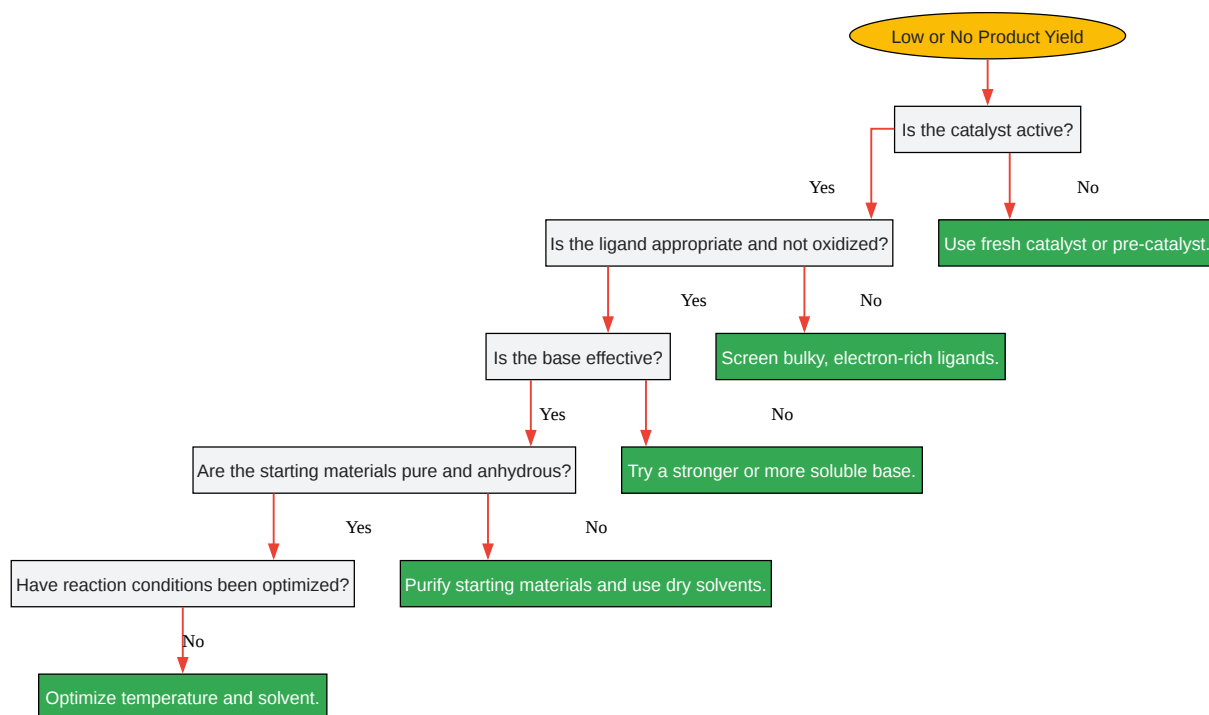 Low or No Product Yield
Is the catalyst active?
Yes
No
Is the ligand appropriate and not oxidized?
Use fresh catalyst or pre-catalyst.
Yes
No
Is the base effective?
Screen bulky, electron-rich ligands.
Yes
No
Are the starting materials pure and anhydrous?
Try a stronger or more soluble base.
Yes
No
Have reaction conditions been optimized?
Purify starting materials and use dry solvents.
No
Optimize temperature and solvent.